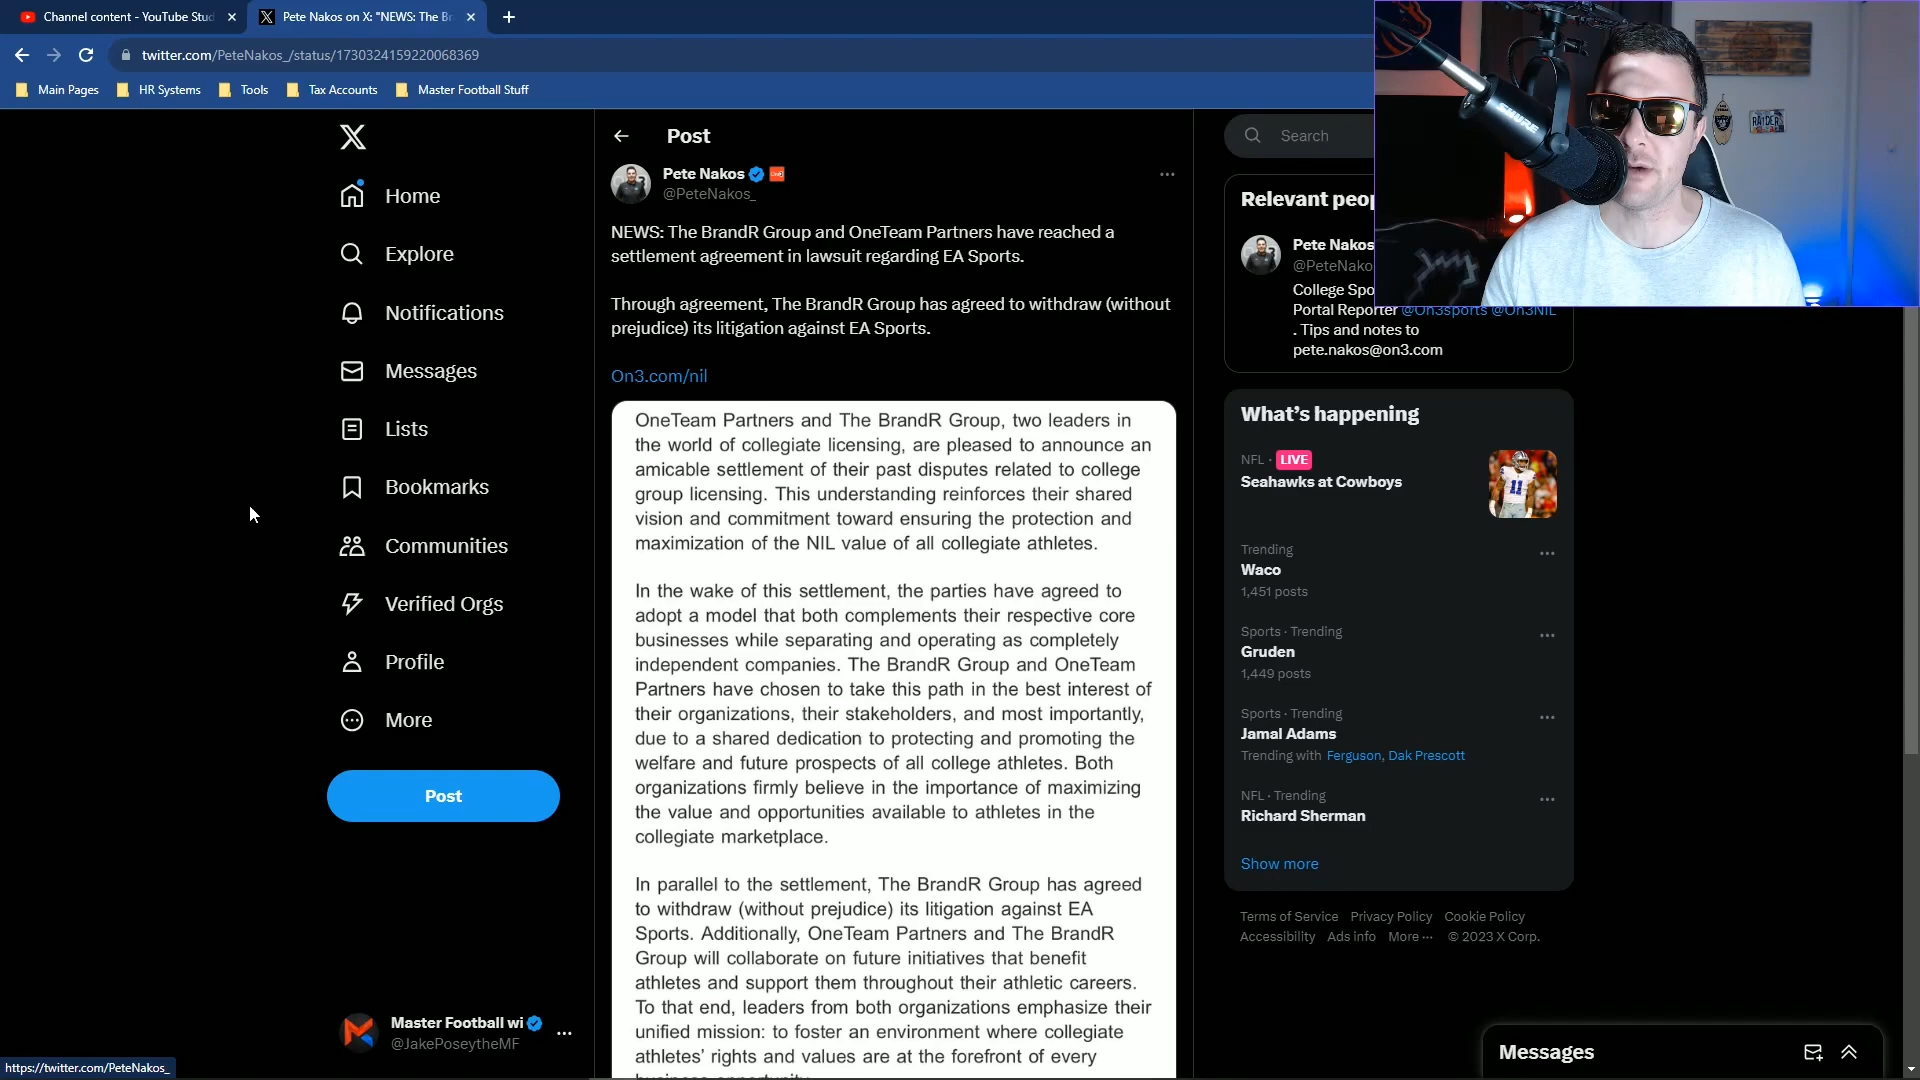 Channel content - YouTube Stud
Pete Nakos on X: "NEWS: The Br
twitter.com/PeteNakos_/status/1730324159220068369
Main Pages
HR Systems
Tools
Tax Accounts
Master Football Stuff
Home
Explore
Notifications
Messages
Lists
Bookmarks
Communities
Verified Orgs
Profile
More
Post
Master Football wi
@JakePoseytheMF
https://twitter.com/PeteNakos_
Post
Pete Nakos
@PeteNakos_
NEWS: The BrandR Group and OneTeam Partners have reached a
settlement agreement in lawsuit regarding EA Sports.
Through agreement, The BrandR Group has agreed to withdraw (without
prejudice) its litigation against EA Sports.
On3.com/nil
OneTeam Partners and The BrandR Group, two leaders in
the world of collegiate licensing, are pleased to announce an
amicable settlement of their past disputes related to college
group licensing. This understanding reinforces their shared
vision and commitment toward ensuring the protection and
maximization of the NIL value of all collegiate athletes.
In the wake of this settlement, the parties have agreed to
adopt a model that both complements their respective core
businesses while separating and operating as completely
independent companies. The BrandR Group and OneTeam
Partners have chosen to take this path in the best interest of
their organizations, their stakeholders, and most importantly,
due to a shared dedication to protecting and promoting the
welfare and future prospects of all college athletes. Both
organizations firmly believe in the importance of maximizing
the value and opportunities available to athletes in the
collegiate marketplace.
In parallel to the settlement, The BrandR Group has agreed
to withdraw (without prejudice) its litigation against EA
Sports. Additionally, OneTeam Partners and The BrandR
Group will collaborate on future initiatives that benefit
athletes and support them throughout their athletic careers.
To that end, leaders from both organizations emphasize their
unified mission: to foster an environment where collegiate
athletes' rights and values are at the forefront of every
Search
Relevant peop
Pete Nakos
@PeteNako
College Spo
Portal Reporter @On3sports @On3NIL
. Tips and notes to
pete.nakos@on3.com
What's happening
NFL · LIVE
Seahawks at Cowboys
Trending
Waco
1,451 posts
Sports · Trending
Gruden
1,449 posts
Sports · Trending
Jamal Adams
Trending with Ferguson, Dak Prescott
NFL · Trending
Richard Sherman
Show more
Terms of Service Privacy Policy Cookie Policy
Accessibility Ads info More ··· © 2023 X Corp.
Messages
SHURE
RAIDER